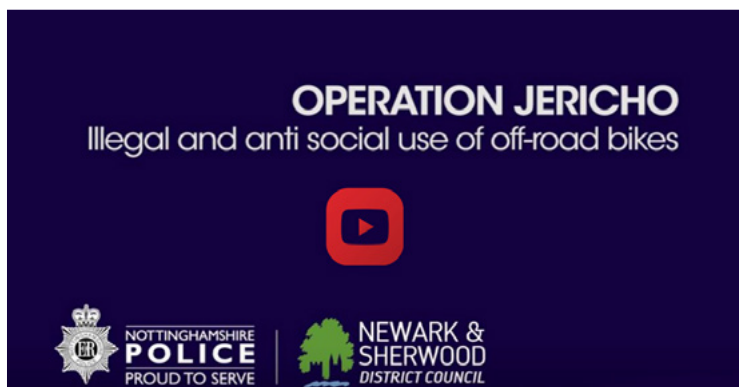 OPERATION JERICHO
Illegal and anti social use of off-road bikes
NOTTINGHAMSHIRE
POLICE
PROUD TO SERVE
EIIR
NEWARK &
SHERWOOD
DISTRICT COUNCIL